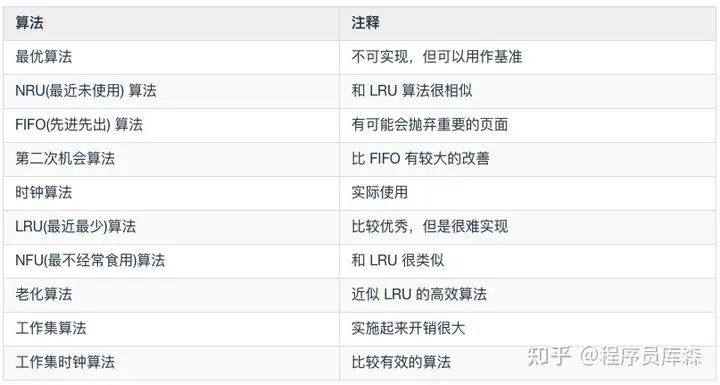 算法 注释
最优算法 不可实现，但可以用作基准
NRU(最近未使用) 算法 和 LRU 算法很相似
FIFO(先进先出) 算法 有可能会抛弃重要的页面
第二次机会算法 比 FIFO 有较大的改善
时钟算法 实际使用
LRU(最近最少)算法 比较优秀，但是很难实现
NFU(最不经常食用)算法 和 LRU 很类似
老化算法 近似 LRU 的高效算法
工作集算法 实施起来开销很大
工作集时钟算法 比较有效的算法
知乎 @程序员库森